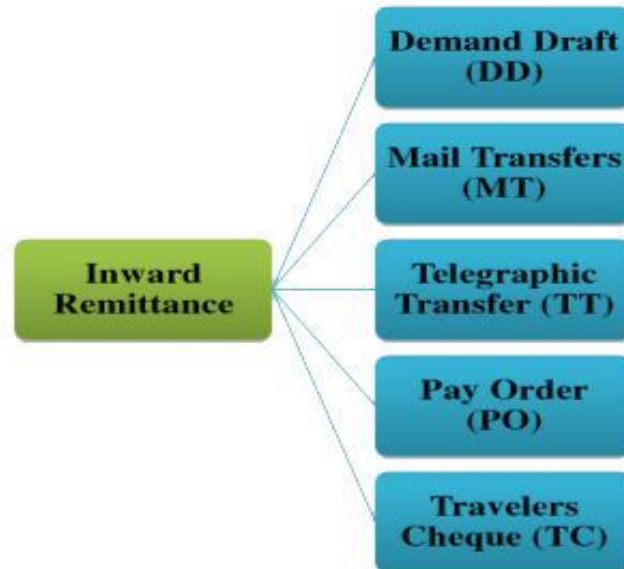 Demand Draft
(DD)
Mail Transfers
(MT)
Inward
Remittance
Telegraphic
Transfer (TT)
Pay Order
(PO)
Travelers
Cheque (TC)